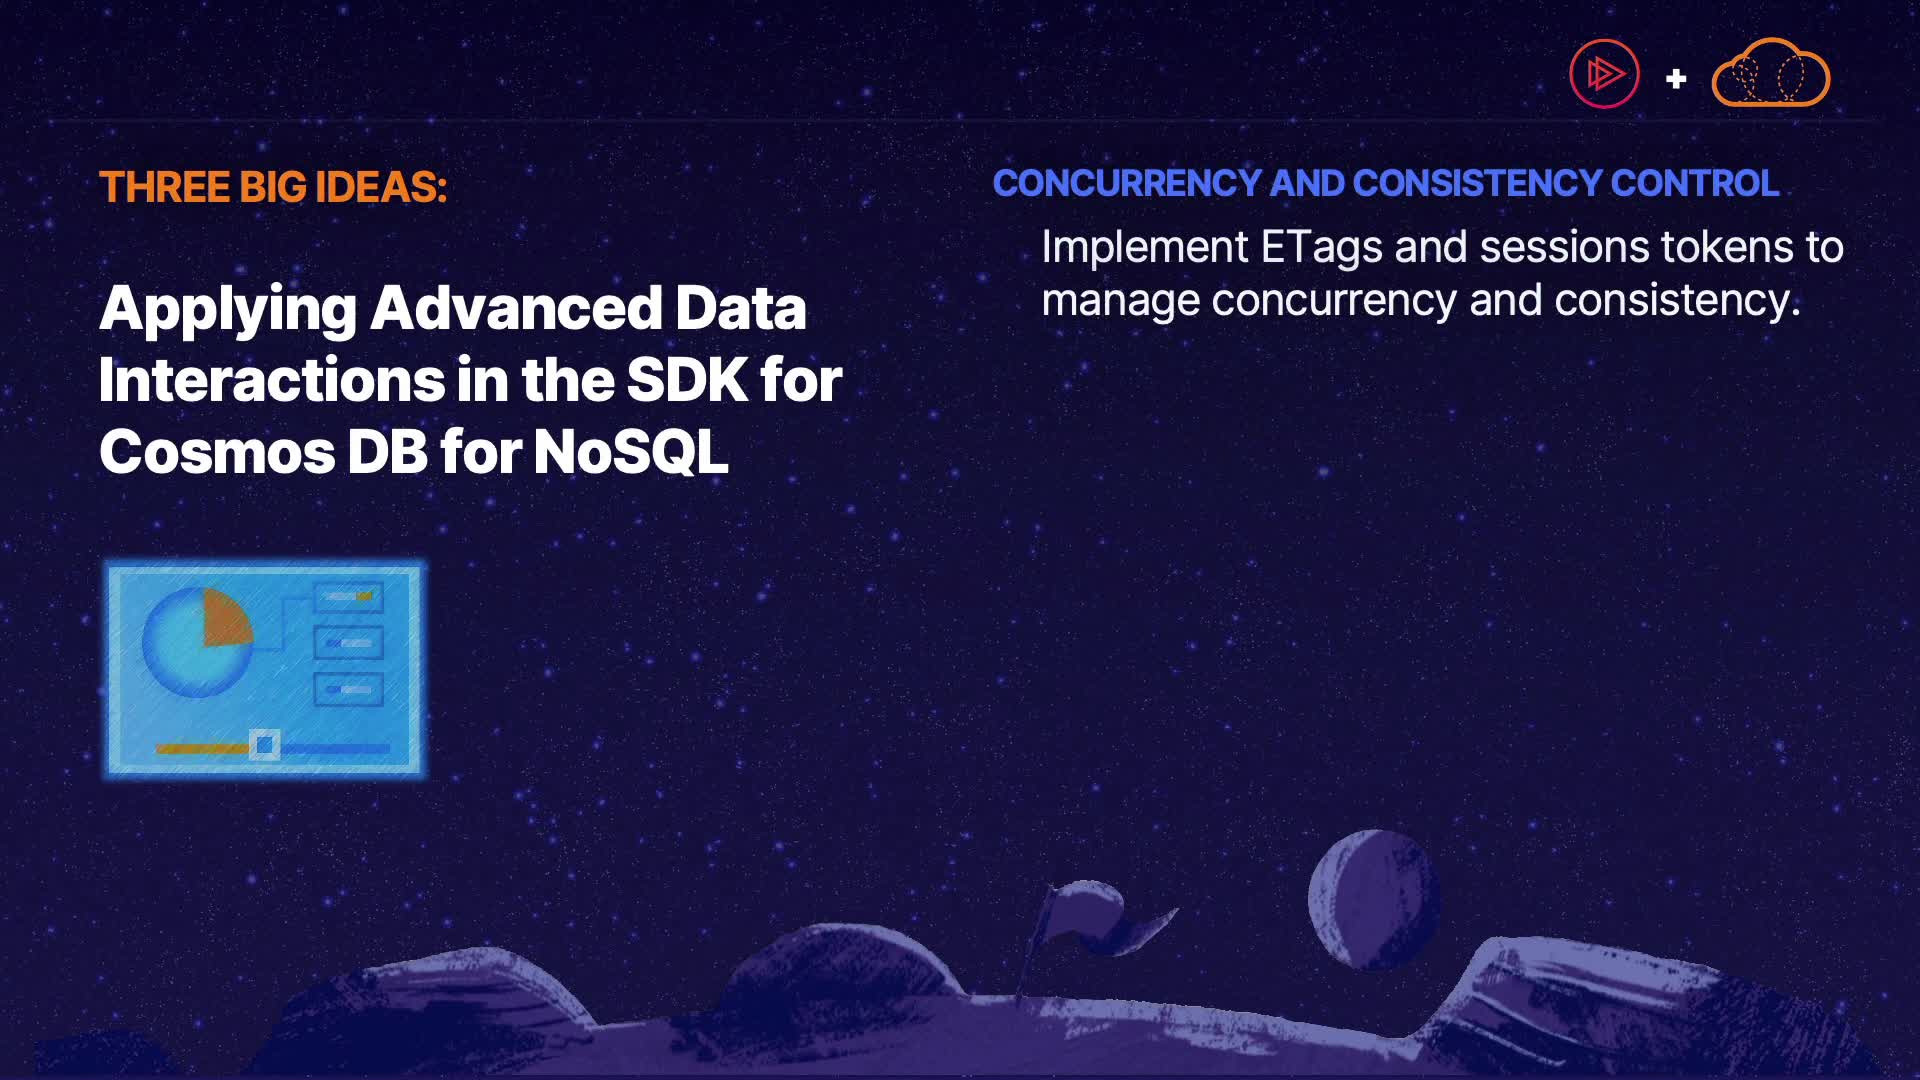 THREE BIG IDEAS:
Applying Advanced Data
Interactions in the SDK for
Cosmos DB for NoSQL
CONCURRENCY AND CONSISTENCY CONTROL
Implement ETags and sessions tokens to
manage concurrency and consistency.